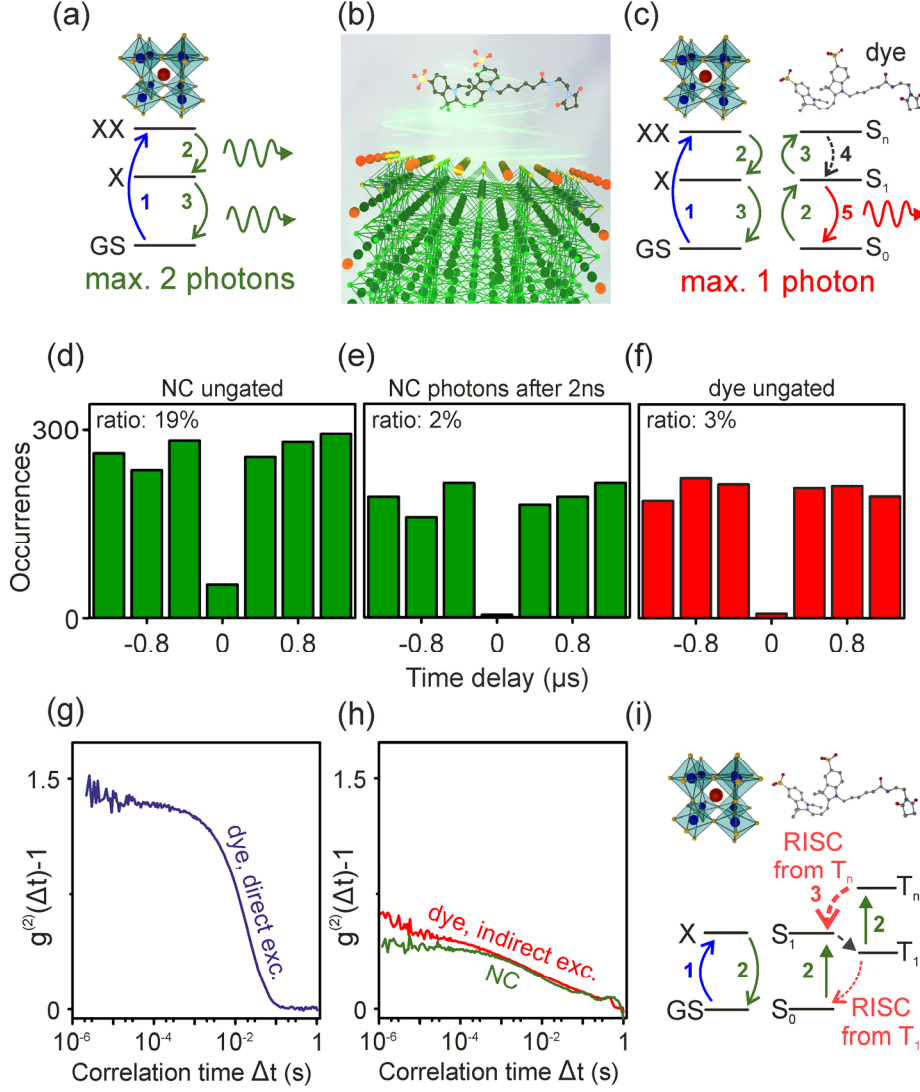 (a)
XX
X
GS
1
2
3
max. 2 photons
(b)
(c)
dye
XX
X
GS
1
2
3
3
4
2
5
Sn
S1
S0
max. 1 photon
(d)
NC ungated
ratio: 19%
300
0
Occurrences
-0.8 0 0.8
(e)
NC photons after 2ns
ratio: 2%
-0.8 0 0.8
Time delay (µs)
(f)
dye ungated
ratio: 3%
-0.8 0 0.8
(g)
1.5
0
g(2)(Δt)-1
dye, direct exc.
10-6 10-4 10-2 1
Correlation time Δt (s)
(h)
1.5
0
g(2)(Δt)-1
dye, indirect exc.
NC
10-6 10-4 10-2 1
Correlation time Δt (s)
(i)
RISC
from Tn
3
Tn
2
X
S1
T1
1
2
2
GS
S0
RISC
from T1